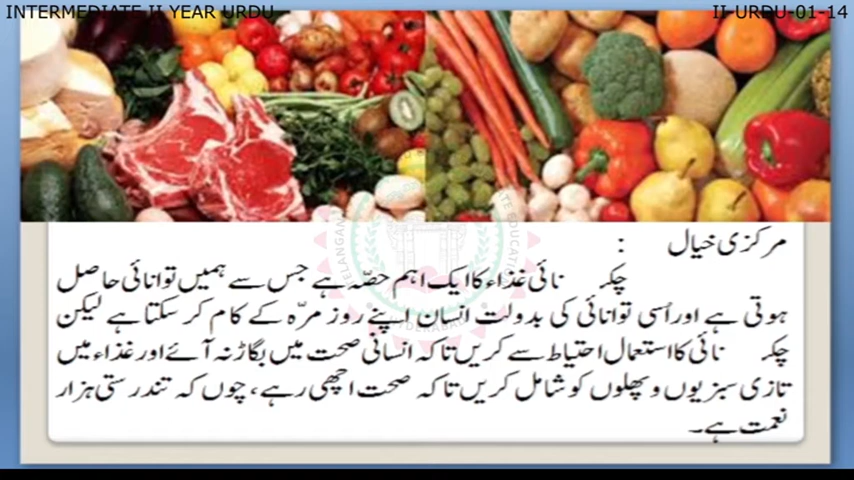 INTERMEDIATE II YEAR URDU
II-URDU-01-14
مرکزی خیال :
چکنائی غذاء کا ایک اہم حصّہ ہے جس سے ہمیں توانائی حاصل
ہوتی ہے اور اُسی توانائی کی بدولت انسان اپنے روز مرّہ کے کام کر سکتا ہے لیکن
چکنائی کا استعمال احتیاط سے کریں تاکہ انسانی صحت میں بگاڑ نہ آئے اور غذاء میں
تازی سبزیوں و پھلوں کو شامل کریں تاکہ صحت اچھی رہے، چوں کہ تندرستی ہزار
نعمت ہے۔